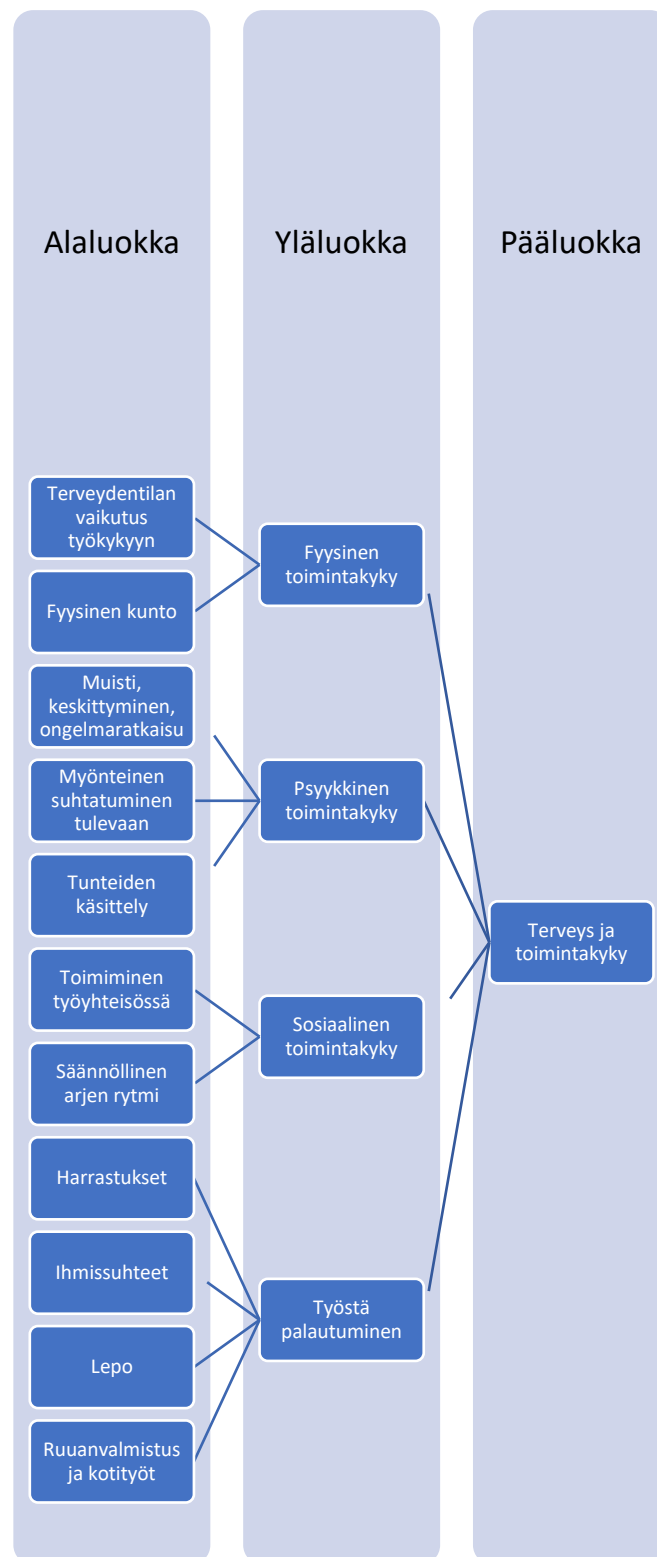 Alaluokka
Yläluokka
Pääluokka
Terveydentilan
vaikutus
työkykyyn
Fyysinen kunto
Muisti,
keskittyminen,
ongelmaratkaisu
Myönteinen
suhtatuminen
tulevaan
Tunteiden
käsittely
Toimiminen
työyhteisössä
Säännöllinen
arjen rytmi
Harrastukset
Ihmissuhteet
Lepo
Ruuanvalmistus
ja kotityöt
Fyysinen
toimintakyky
Psyykkinen
toimintakyky
Sosiaalinen
toimintakyky
Työstä
palautuminen
Terveys ja
toimintakyky